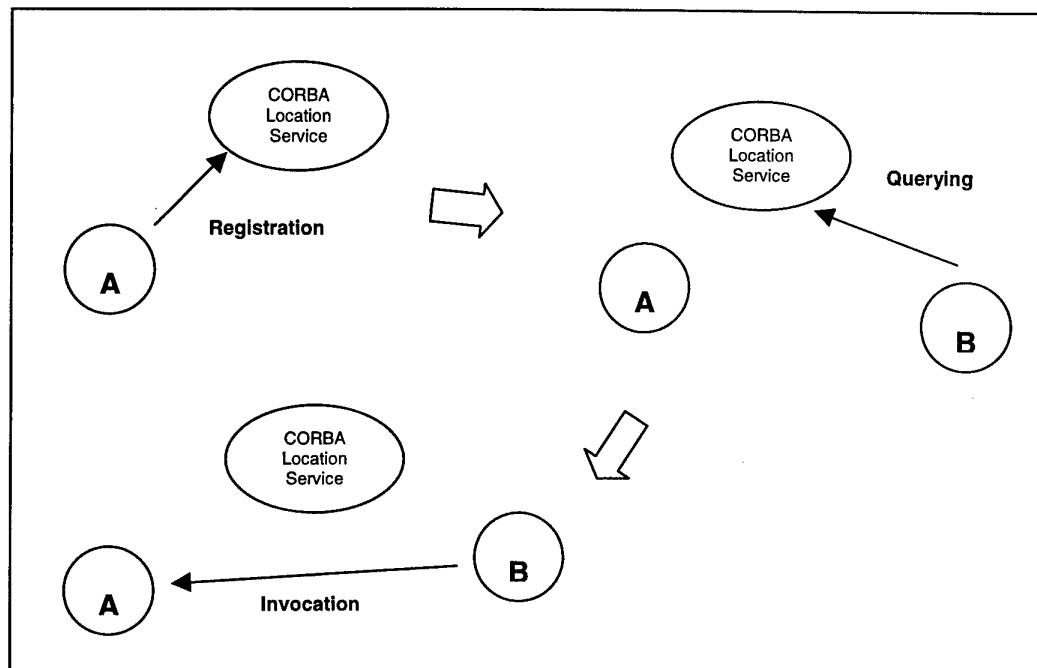 CORBA
Location
Service
Registration
A
CORBA
Location
Service
Querying
A
B
CORBA
Location
Service
A
B
Invocation